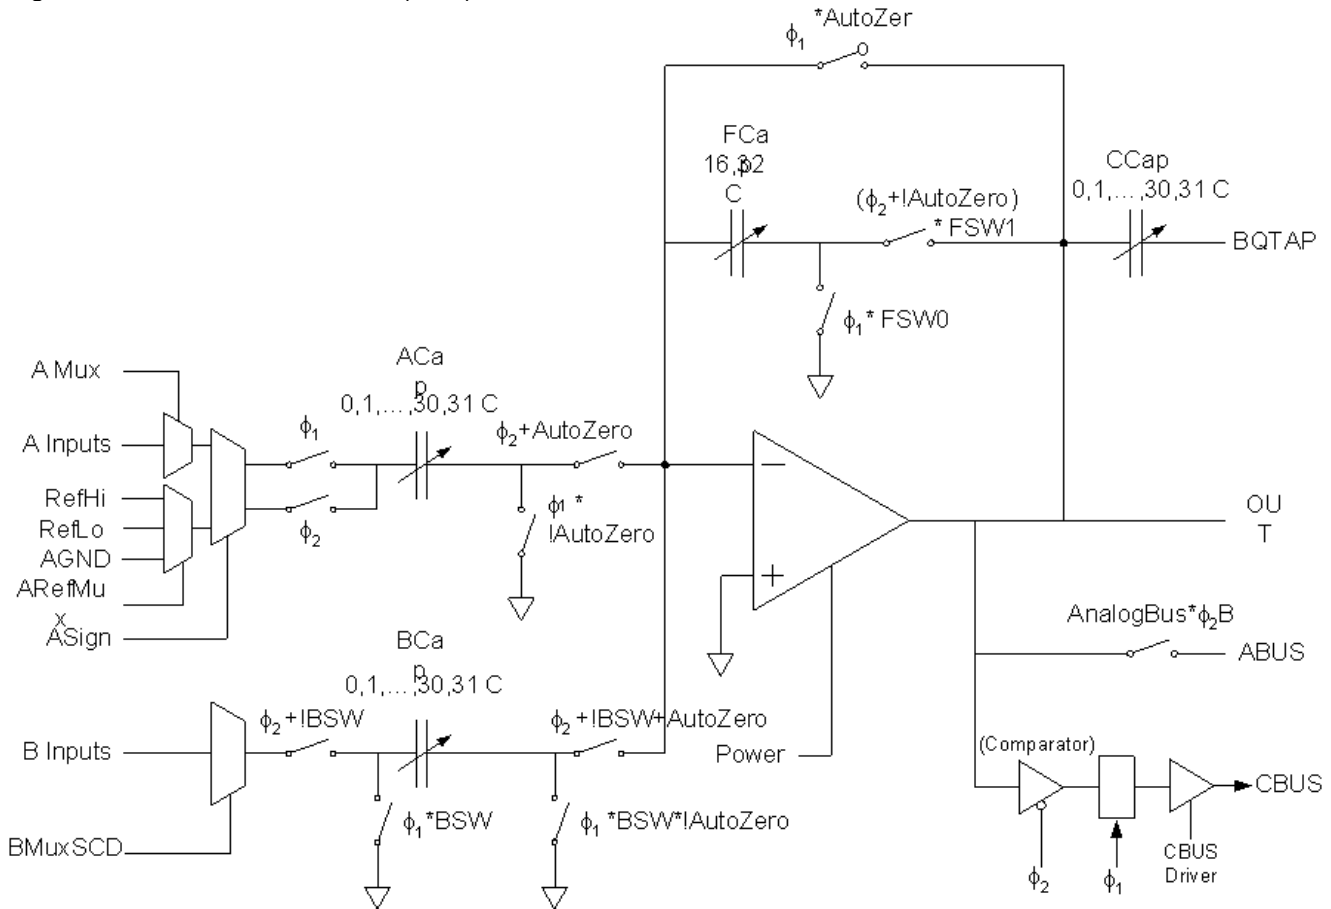 ϕ1 *AutoZer
o
FCa
p
16,32
C
CCap
0,1,...,30,31 C
(ϕ2+!AutoZero)
* FSW1
BQTAP
ϕ1* FSW0
A Mux
ACa
p
0,1,...,30,31 C
A Inputs
ϕ1
ϕ2+AutoZero
RefHi
RefLo
ϕ2
ϕ1 *
!AutoZero
AGND
ARefMu
x
ASign
OU
T
AnalogBus*ϕ2B
ABUS
BCa
p
0,1,...,30,31 C
ϕ2+!BSW
ϕ2+!BSW+AutoZero
B Inputs
Power
(Comparator)
CBUS
ϕ1*BSW
ϕ1 *BSW*!AutoZero
BMuxSCD
ϕ2
ϕ1
CBUS
Driver